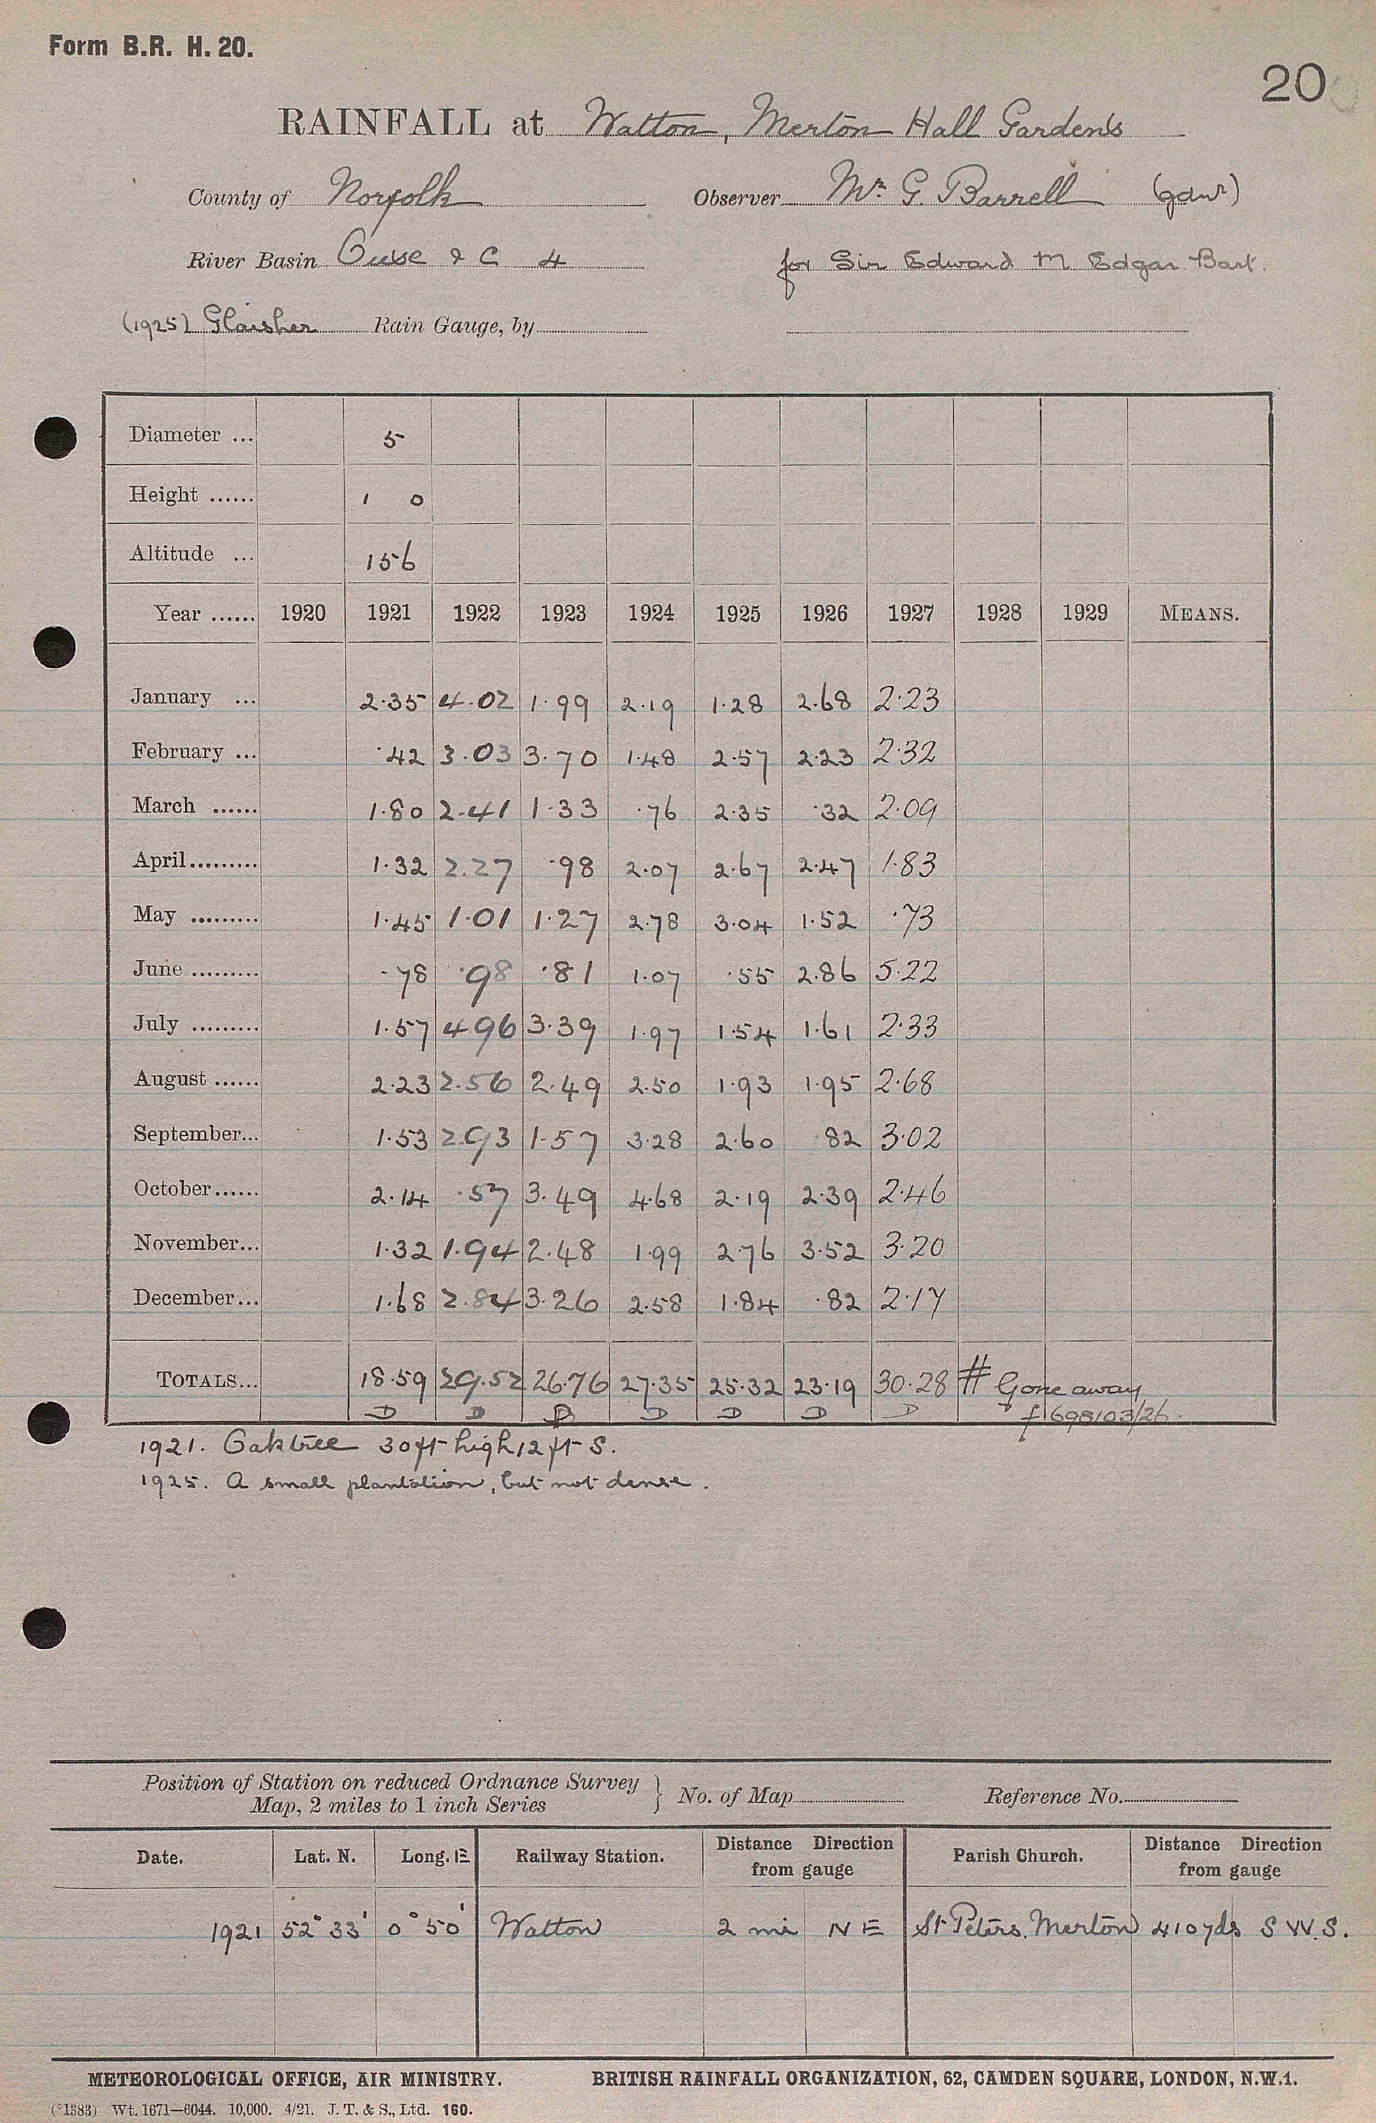 Form B.R. H. 20.
20
RAINFALL at Watton, Merton Hall Gardens
County of Norfolk Observer Mr. G. Barrell (gdnr)
River Basin Ouse & C 4 for Sir Edward M Edgar Bart.
(1925) Glaisher Rain Gauge, by
Diameter ... 5
Height ...... 1 0
Altitude ... 156
Year ...... 1920 1921 1922 1923 1924 1925 1926 1927 1928 1929 MEANS.
January ... 2.35 4.02 1.99 2.19 1.28 2.68 2.23
February ... .42 3.03 3.70 1.48 2.57 2.23 2.32
March ...... 1.80 2.41 1.33 .76 2.35 .32 2.09
April......... 1.32 2.27 .98 2.07 2.67 2.47 1.83
May ......... 1.45 1.01 1.27 2.78 3.04 1.52 .73
June ......... .78 .98 .81 1.07 .55 2.86 5.22
July ......... 1.57 4.96 3.39 1.97 1.54 1.61 2.33
August ...... 2.23 2.56 2.49 2.50 1.93 1.95 2.68
September... 1.53 2.93 1.57 3.28 2.60 .82 3.02
October...... 2.14 .57 3.49 4.68 2.19 2.39 2.46
November... 1.32 1.94 2.48 1.99 2.76 3.52 3.20
December... 1.68 2.84 3.26 2.58 1.84 .82 2.17
TOTALS... 18.59 29.52 26.76 27.35 25.32 23.19 30.28 # Gone away
D D D D D D D f 698103/26.
1921. Oaktree 30ft high 12 ft S.
1925. A small plantation, but not dense.
Position of Station on reduced Ordnance Survey Map, 2 miles to 1 inch Series } No. of Map Reference No.
Date. Lat. N. Long. E Railway Station. Distance Direction from gauge Parish Church. Distance Direction from gauge
1921 52° 33' 0° 50' Watton 2 mi NE St Peters, Merton 410 yds S W. S.
METEOROLOGICAL OFFICE, AIR MINISTRY. BRITISH RAINFALL ORGANIZATION, 62, CAMDEN SQUARE, LONDON, N.W.1.
(*1383) Wt. 1671—6044. 10,000. 4/21. J. T. & S., Ltd. 160.